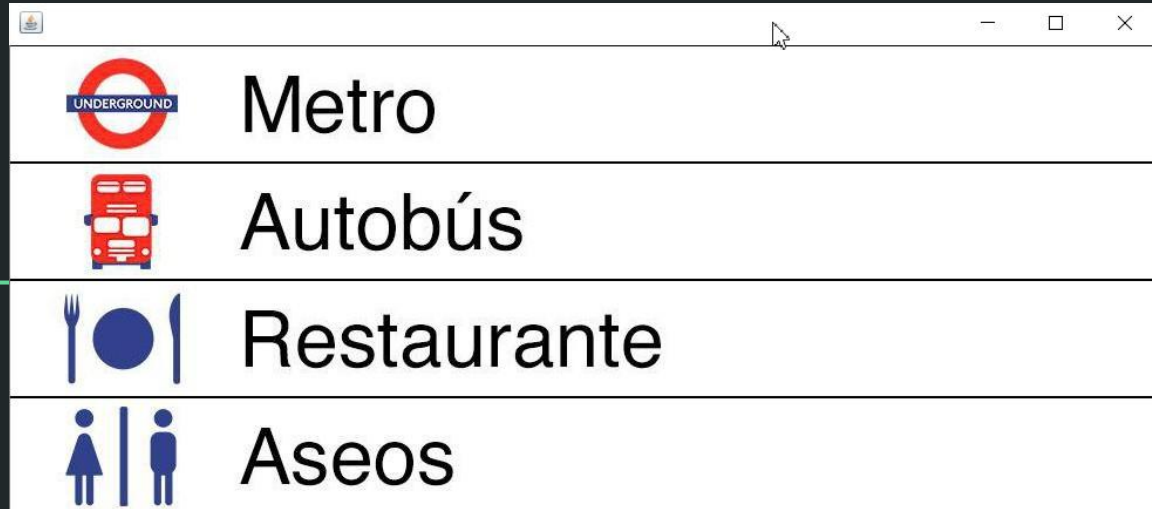 UNDERGROUND
Metro
Autobús
Restaurante
Aseos